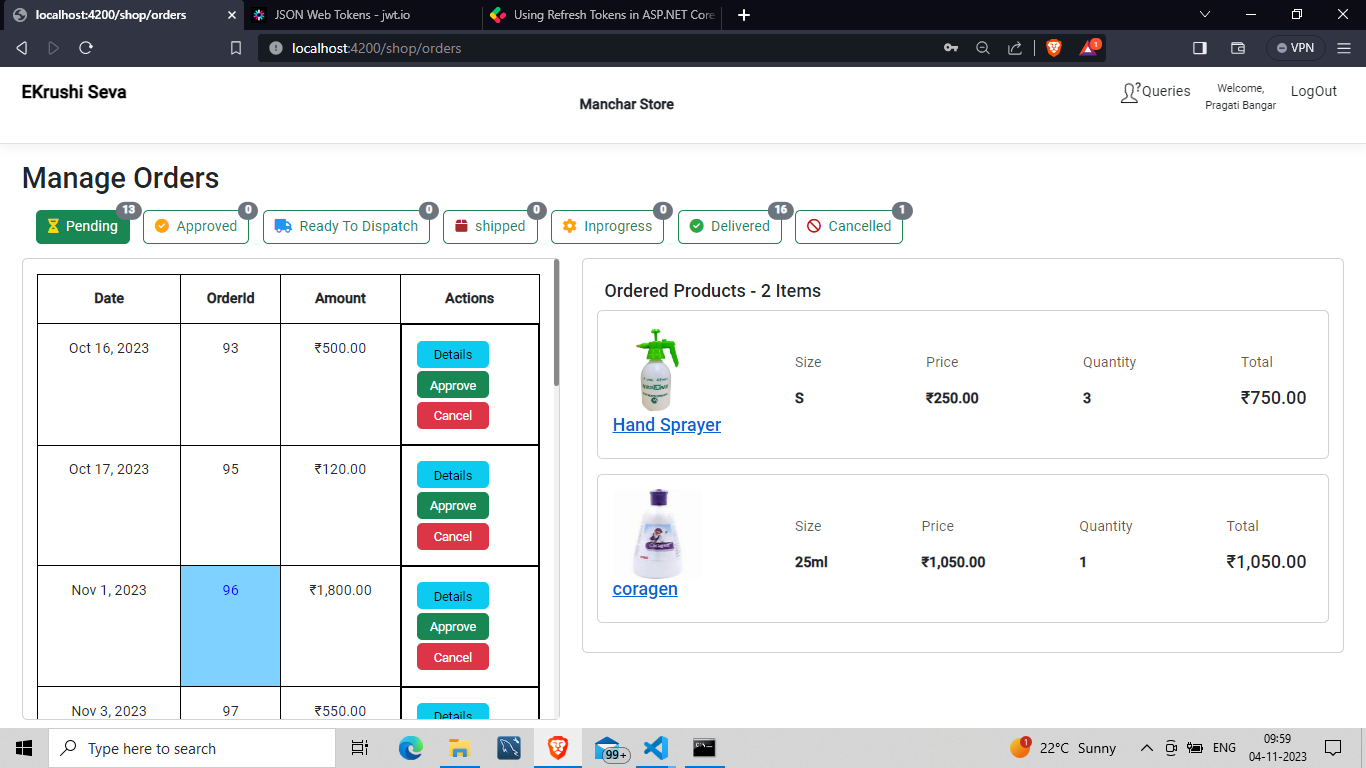 localhost:4200/shop/orders
JSON Web Tokens - jwt.io
Using Refresh Tokens in ASP.NET Core
localhost:4200/shop/orders
1
VPN
EKrushi Seva
Manchar Store
Queries
Welcome,
Pragati Bangar
LogOut
Manage Orders
Pending 13
Approved 0
Ready To Dispatch 0
shipped 0
Inprogress 0
Delivered 16
Cancelled 1
Date OrderId Amount Actions
Oct 16, 2023 93 ₹500.00 Details
Approve
Cancel
Oct 17, 2023 95 ₹120.00 Details
Approve
Cancel
Nov 1, 2023 96 ₹1,800.00 Details
Approve
Cancel
Nov 3, 2023 97 ₹550.00 Details
Ordered Products - 2 Items
Size Price Quantity Total
S ₹250.00 3 ₹750.00
Hand Sprayer
Size Price Quantity Total
25ml ₹1,050.00 1 ₹1,050.00
coragen
Type here to search
99+
1
22°C Sunny
ENG
09:59
04-11-2023